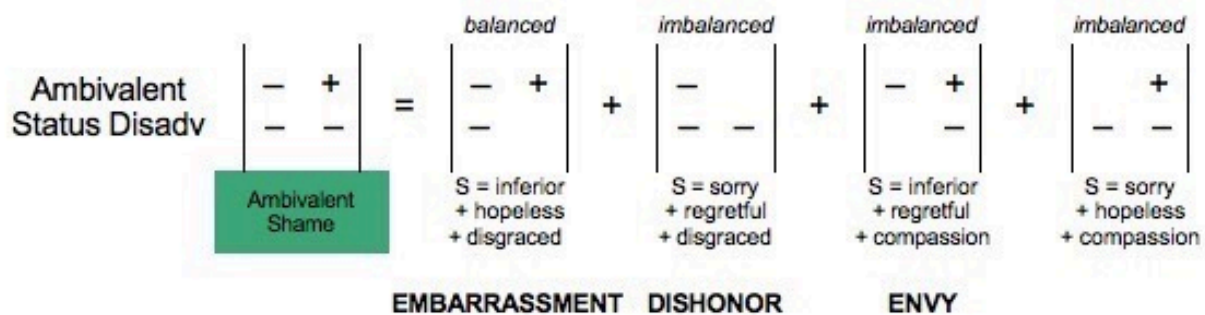 balanced imbalanced imbalanced imbalanced
Ambivalent
Status Disadv
− + = − + + − + − + + +
− − − − − − − −
Ambivalent
Shame
S = inferior
+ hopeless
+ disgraced
S = sorry
+ regretful
+ disgraced
S = inferior
+ regretful
+ compassion
S = sorry
+ hopeless
+ compassion
EMBARRASSMENT DISHONOR ENVY